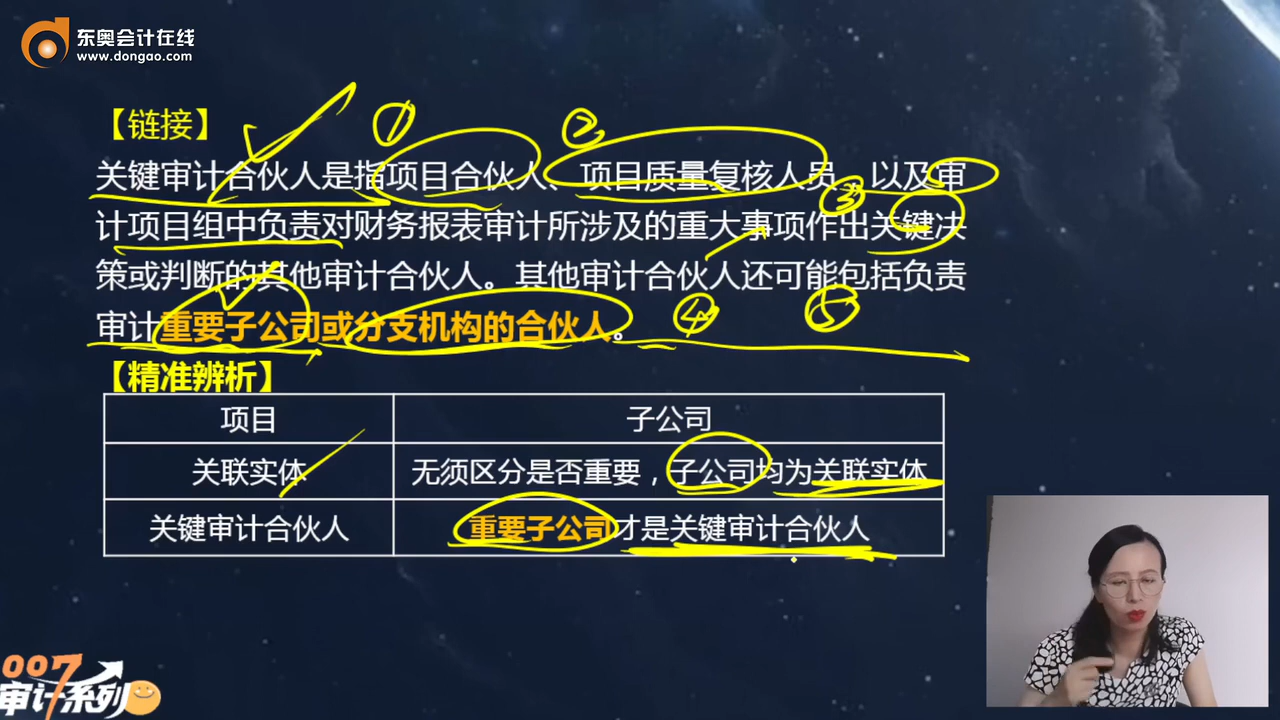 东奥会计在线
www.dongao.com
【链接】
① ②
关键审计合伙人是指项目合伙人、项目质量复核人员，以及审
③
计项目组中负责对财务报表审计所涉及的重大事项作出关键决
策或判断的其他审计合伙人。其他审计合伙人还可能包括负责
审计重要子公司或分支机构的合伙人。 ④ ⑤
【精准辨析】
项目 子公司
关联实体 无须区分是否重要，子公司均为关联实体
关键审计合伙人 重要子公司才是关键审计合伙人
007
审计系列